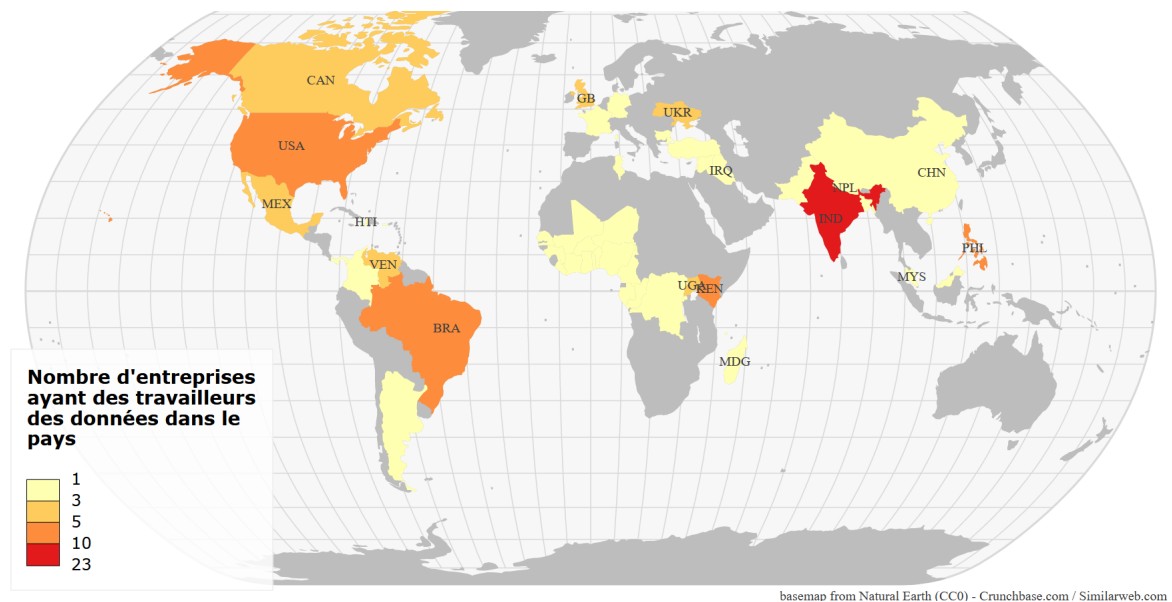 CAN
GB
UKR
USA
IRQ
CHN
NPL
MEX
HTI
IND
PHL
VEN
MYS
UGA
KEN
BRA
MDG
Nombre d'entreprises
ayant des travailleurs
des données dans le
pays
1
3
5
10
23
basemap from Natural Earth (CC0) - Crunchbase.com / Similarweb.com